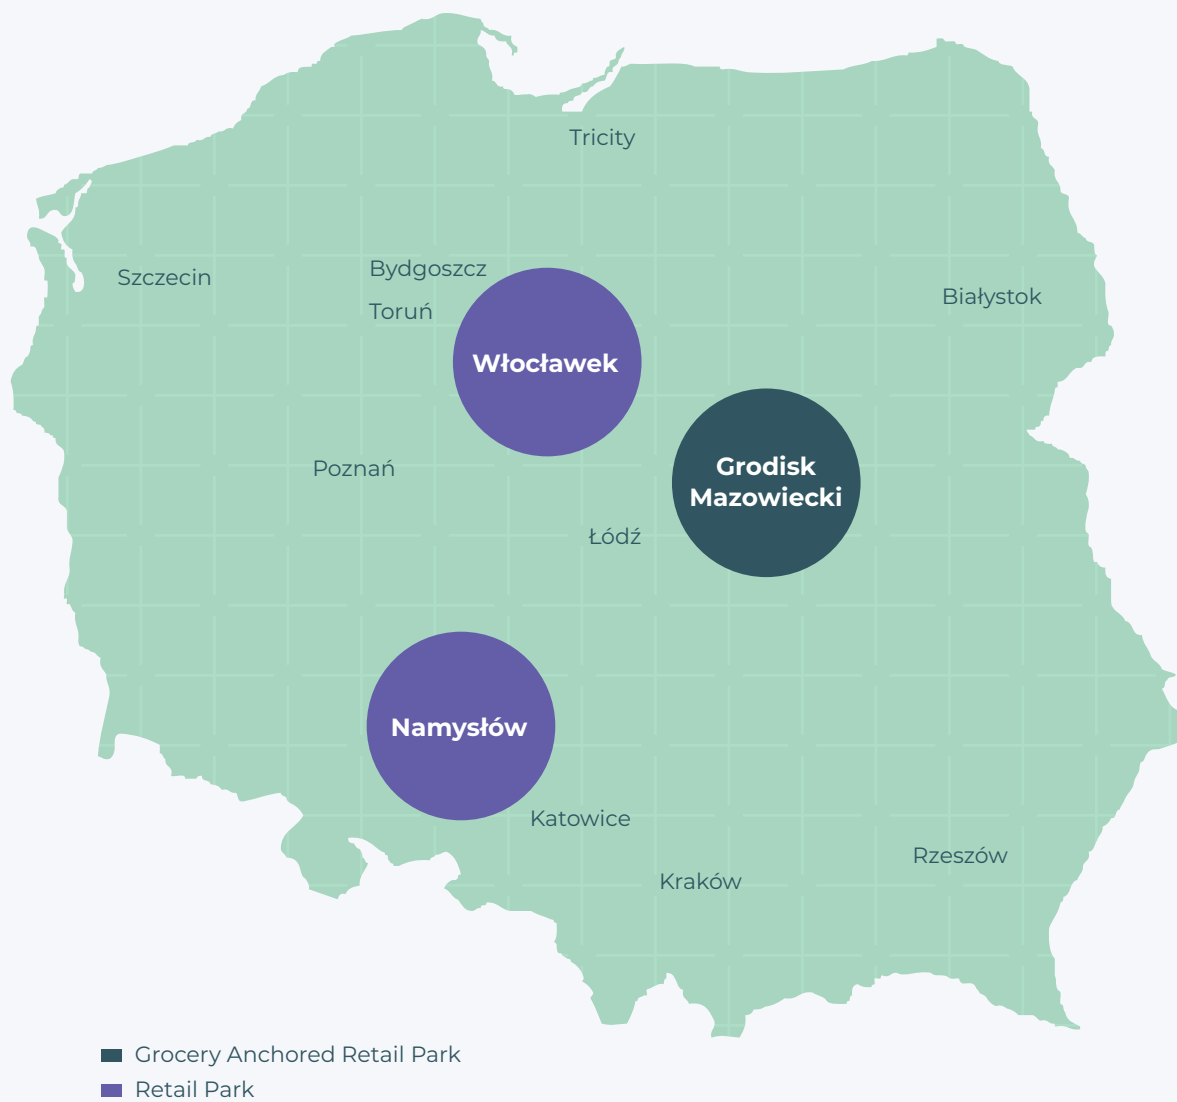 Tricity
Bydgoszcz
Szczecin
Białystok
Toruń
Włocławek
Grodisk
Mazowiecki
Poznań
Łódź
Namysłów
Katowice
Rzeszów
Kraków
Grocery Anchored Retail Park
Retail Park